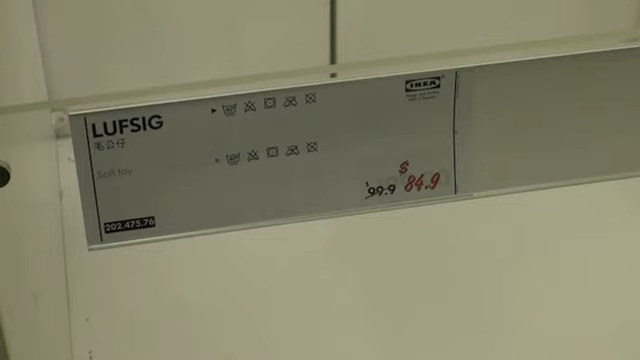 LUFSIG
毛公仔
Soft toy
202.475.76
IKEA
$
99.9
$
84.9